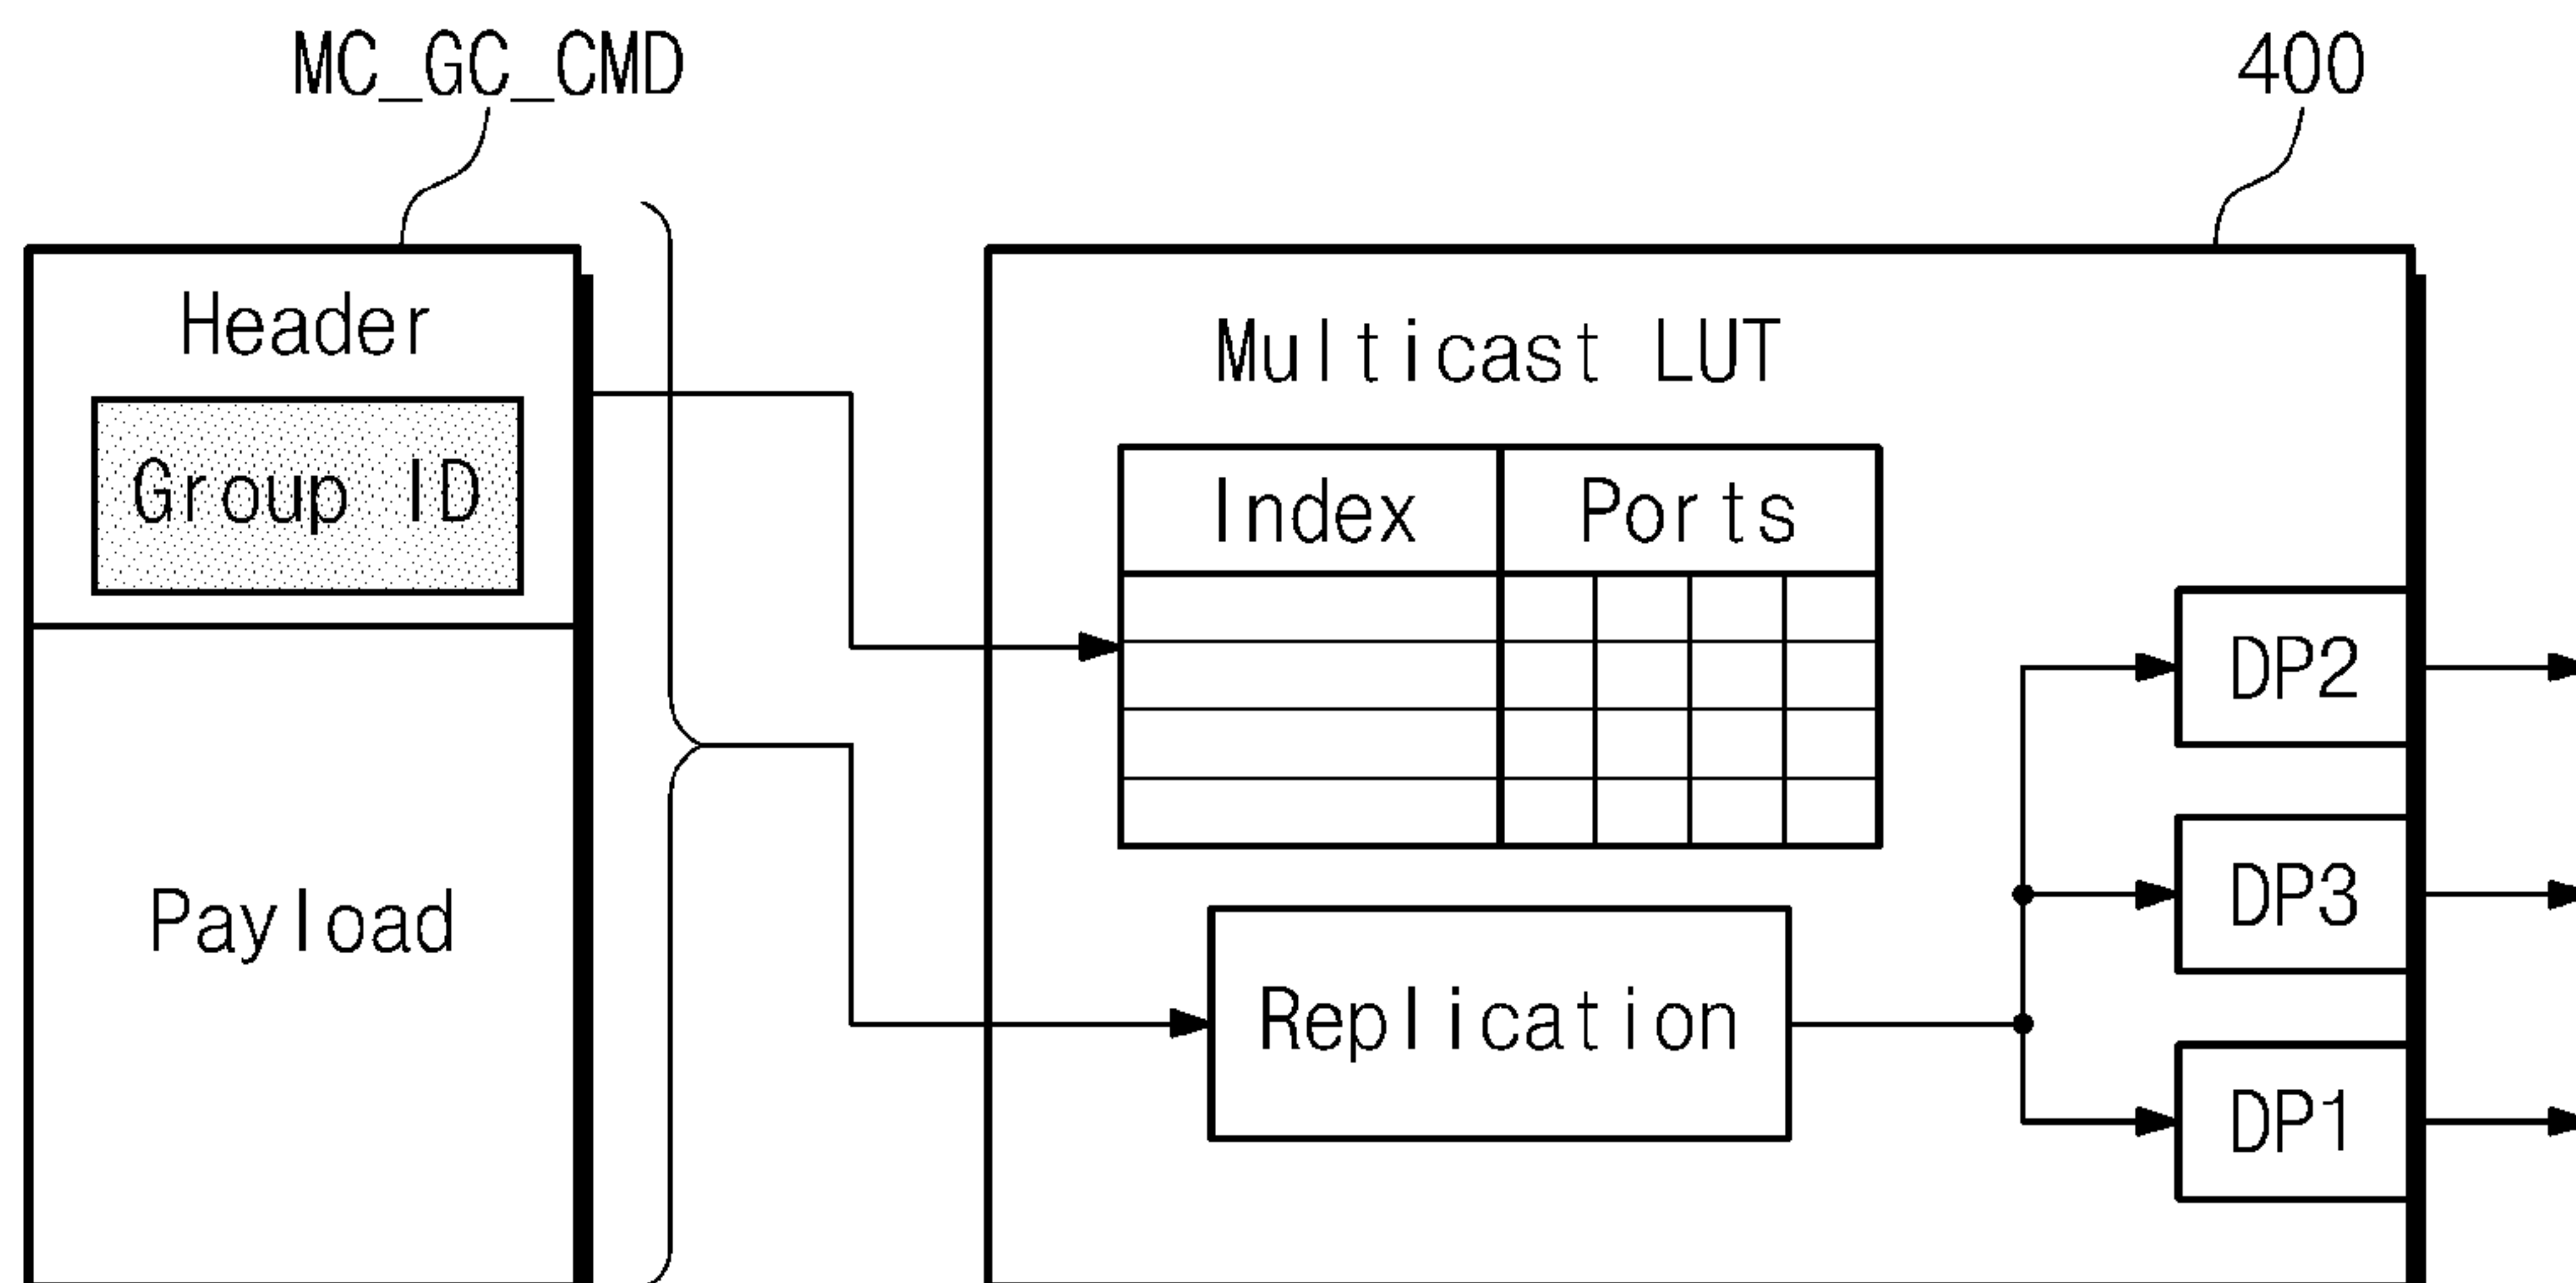 MC_GC_CMD
400
Header
Group ID
Payload
Multicast LUT
Index Ports
Replication
DP2
DP3
DP1